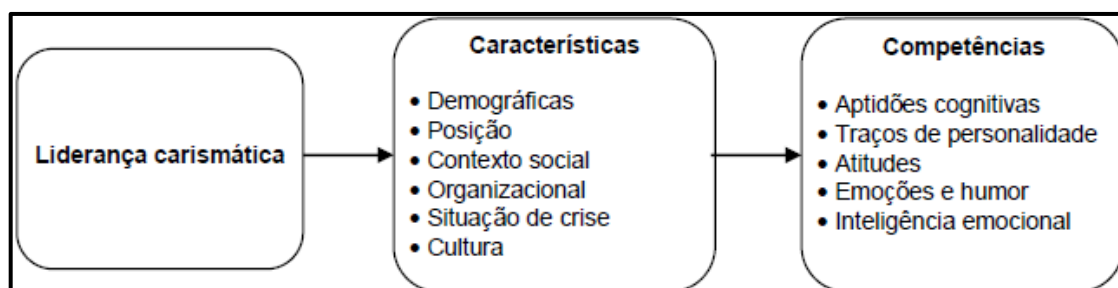 Liderança carismática
Características
• Demográficas
• Posição
• Contexto social
• Organizacional
• Situação de crise
• Cultura
Competências
• Aptidões cognitivas
• Traços de personalidade
• Atitudes
• Emoções e humor
• Inteligência emocional